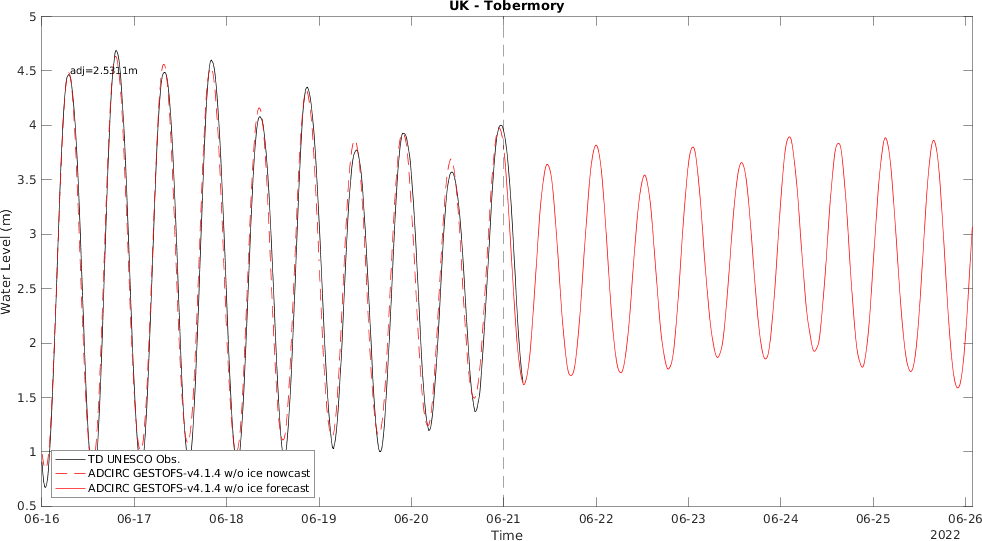 UK - Tobermory
5
4.5
4
3.5
3
2.5
2
1.5
1
0.5
Water Level (m)
adj=2.5311m
TD UNESCO Obs.
ADCIRC GESTOFS-v4.1.4 w/o ice nowcast
ADCIRC GESTOFS-v4.1.4 w/o ice forecast
06-16 06-17 06-18 06-19 06-20 06-21 06-22 06-23 06-24 06-25 06-26
Time
2022